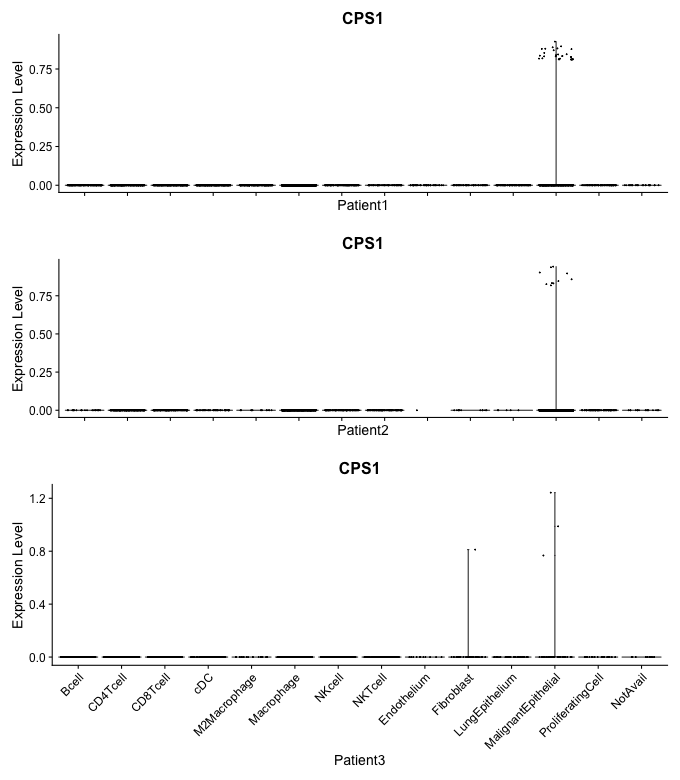 CPS1
Expression Level
0.75
0.50
0.25
0.00
Patient1
CPS1
Expression Level
0.75
0.50
0.25
0.00
Patient2
CPS1
Expression Level
1.2
0.8
0.4
0.0
Bcell
CD4Tcell
CD8Tcell
cDC
M2Macrophage
Macrophage
NKcell
NKTcell
Endothelium
Fibroblast
LungEpithelium
MalignantEpithelial
ProliferatingCell
NotAvail
Patient3